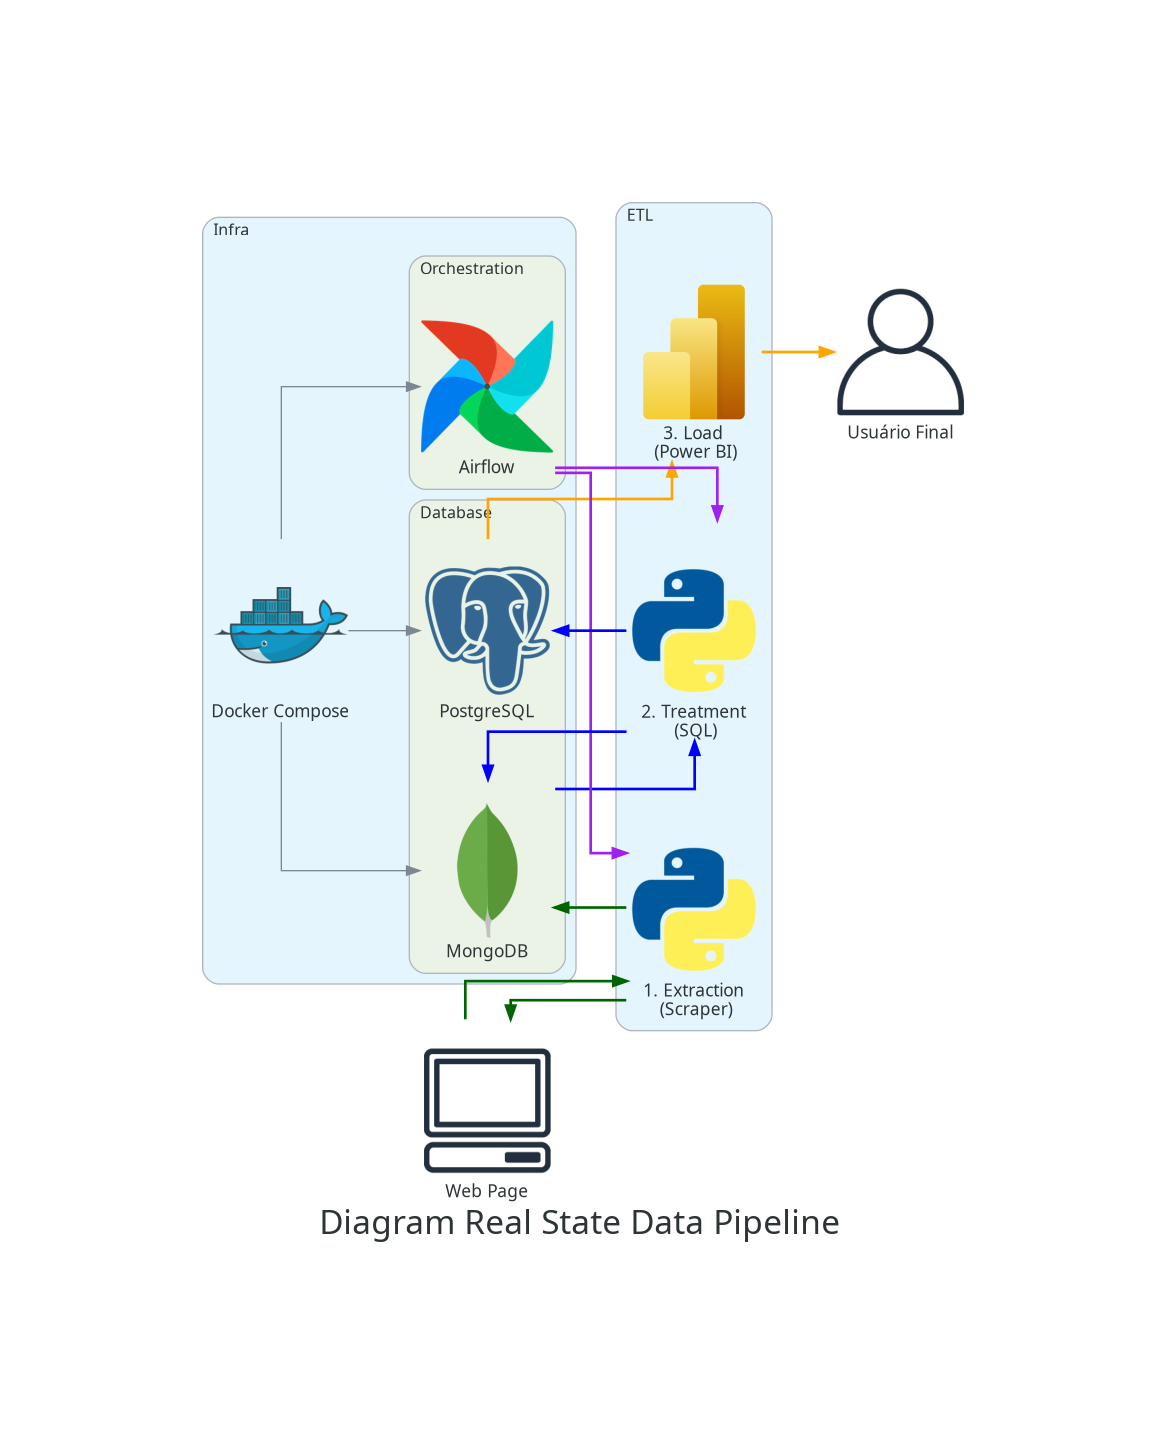 ETL
Infra
Orchestration
Airflow
3. Load
(Power BI)
Usuário Final
Database
Docker Compose
PostgreSQL
2. Treatment
(SQL)
MongoDB
1. Extraction
(Scraper)
Web Page
Diagram Real State Data Pipeline